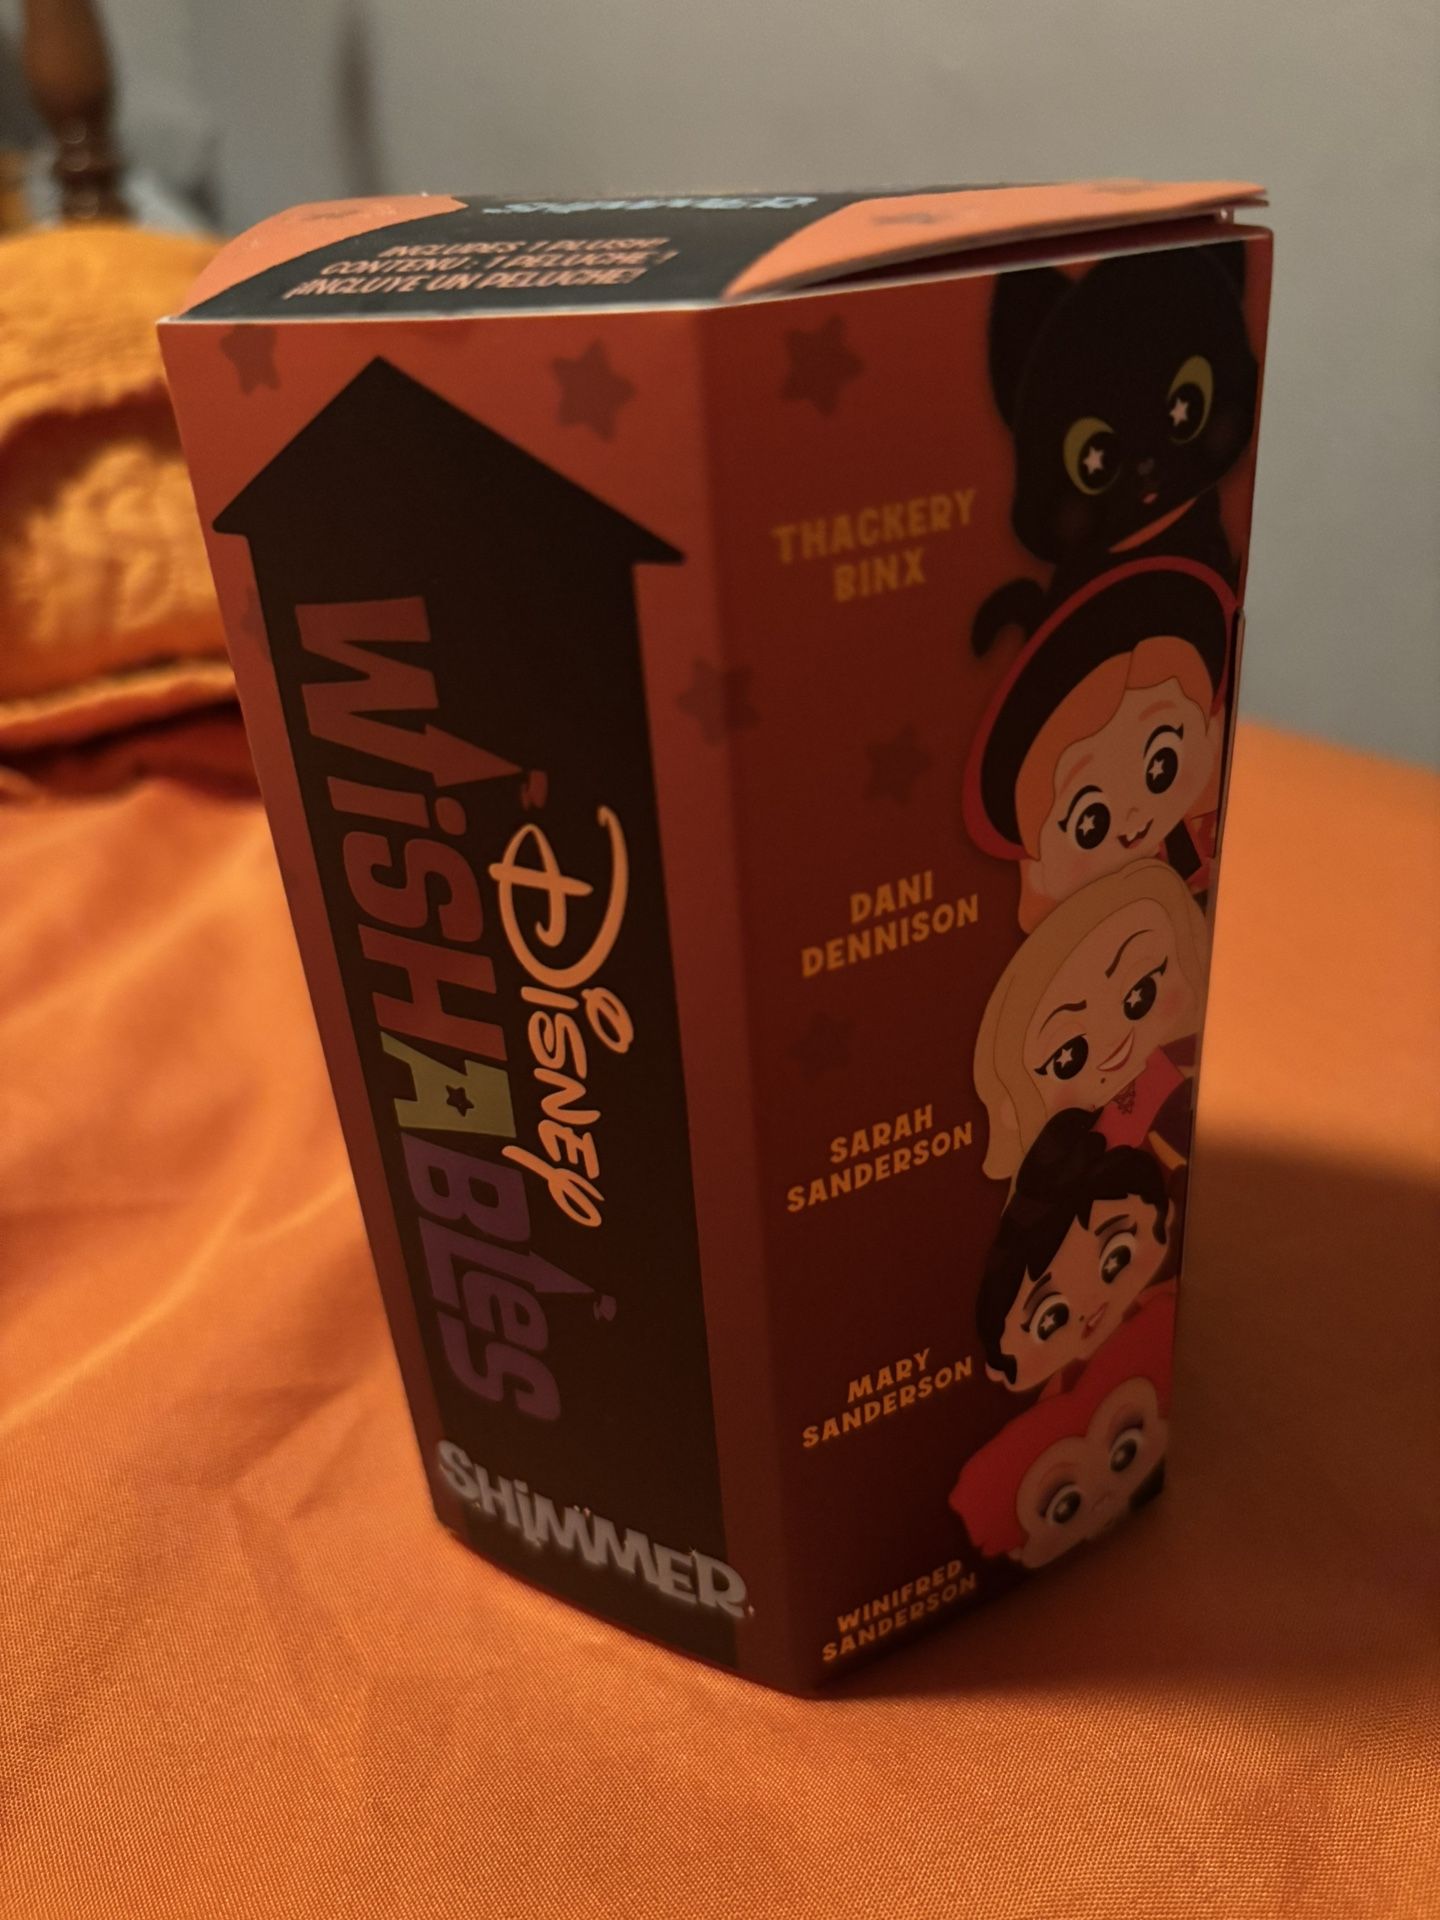 SHIMMER
INCLUDES 1 PLUSH!
CONTENU : 1 PELUCHE !
¡INCLUYE UN PELUCHE!
Disney
WiSHABLes
SHiMMER
THACKERY
BINX
DANI
DENNISON
SARAH
SANDERSON
MARY
SANDERSON
WINIFRED
SANDERSON